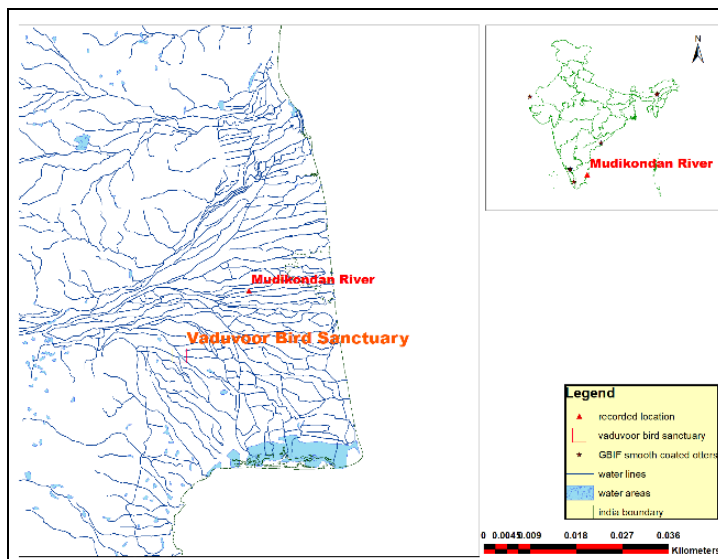 N
Mudikondan River
Mudikondan River
Vaduvoor Bird Sanctuary
Legend
recorded location
vaduvoor bird sanctuary
GBIF smooth coated otters
water lines
water areas
india boundary
0 0.0045 0.009 0.018 0.027 0.036
Kilometers